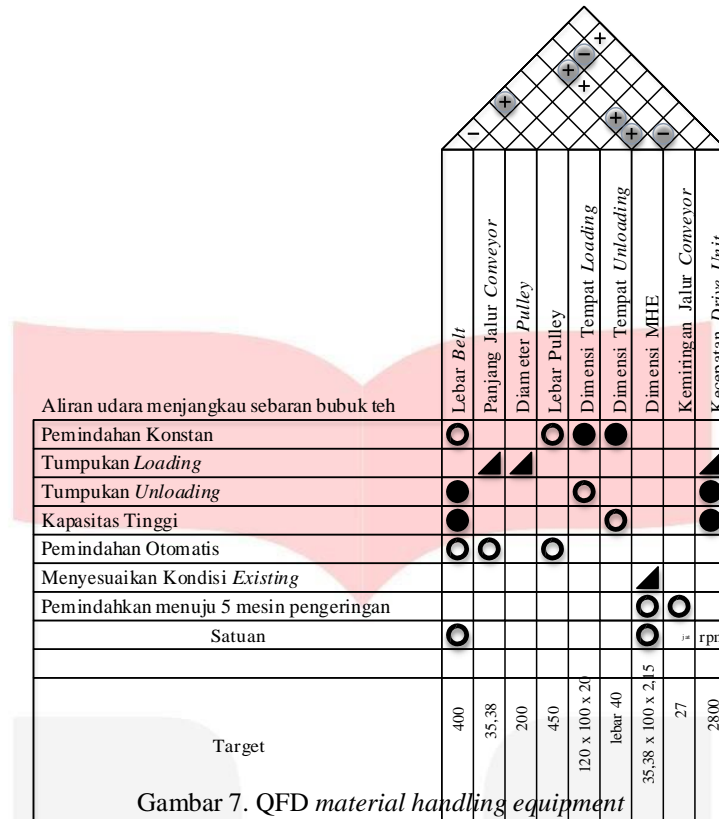 Lebar Belt
Panjang Jalur Conveyor
Diameter Pulley
Lebar Pulley
Dimensi Tempat Loading
Dimensi Tempat Unloading
Dimensi MHE
Kemiringan Jalur Conveyor
Kecepatan Drive Unit
Aliran udara menjangkau sebaran bubuk teh
Pemindahan Konstan
Tumpukan Loading
Tumpukan Unloading
Kapasitas Tinggi
Pemindahan Otomatis
Menyesuaikan Kondisi Existing
Pemindahkan menuju 5 mesin pengeringan
Satuan
rpm
Target
400
35,38
200
450
120 x 100 x 20
lebar 40
35,38 x 100 x 2,15
27
2800
Gambar 7. QFD material handling equipment